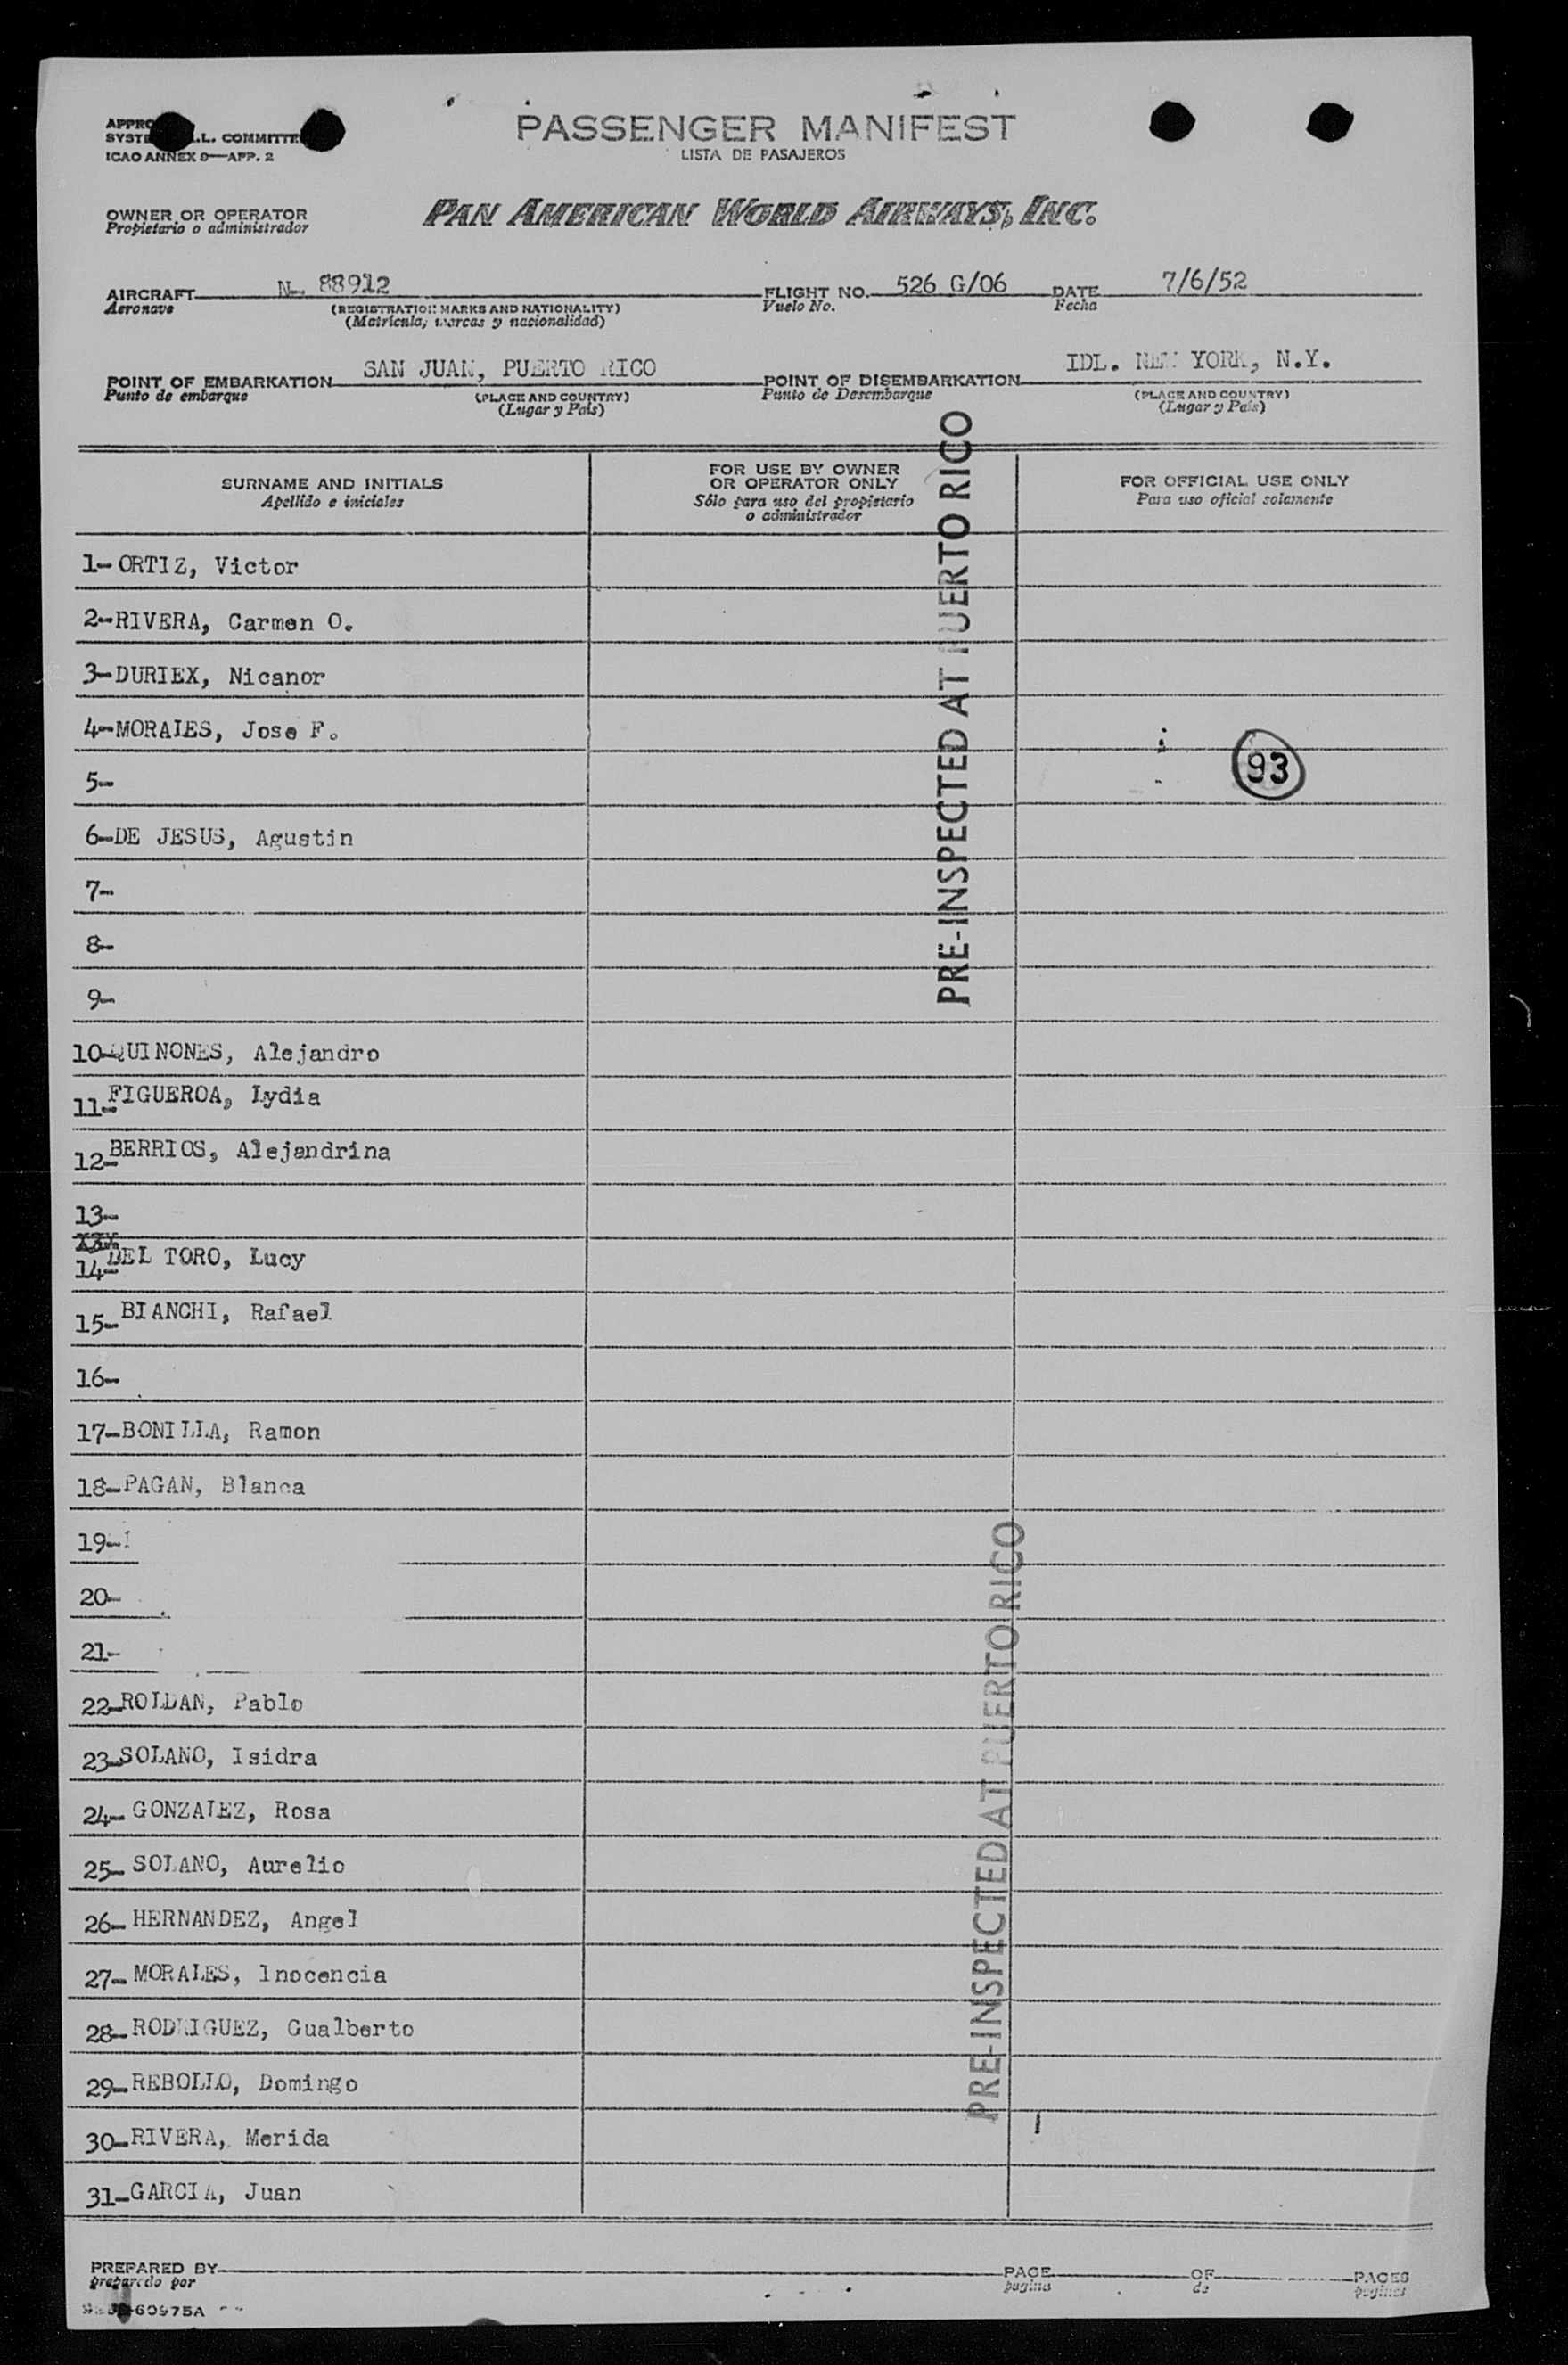 PASSENGER MANIFEST
LISTA DE PASAJEROS
L. COMMITTE
ICAO ANNEX 9—APP. 2
OWNER OR OPERATOR
Propietario o administrador
PAN AMERICAN WORLD AIRWAYS, INC.
AIRCRAFT N- 88912 FLIGHT NO. 526 G/06 DATE 7/6/52
Aeronave (REGISTRATION MARKS AND NATIONALITY) Vuelo No. Fecha
(Matrícula, marcas y nacionalidad)
POINT OF EMBARKATION SAN JUAN, PUERTO RICO POINT OF DISEMBARKATION IDL. NEW YORK, N.Y.
Punto de embarque (PLACE AND COUNTRY) Punto de Desembarque (PLACE AND COUNTRY)
(Lugar y País) (Lugar y País)
SURNAME AND INITIALS
Apellido e iniciales
FOR USE BY OWNER
OR OPERATOR ONLY
Sólo para uso del propietario
o administrador
FOR OFFICIAL USE ONLY
Para uso oficial solamente
PRE-INSPECTED AT PUERTO RICO
1-ORTIZ, Victor
2-RIVERA, Carmen O.
3-DURIEX, Nicanor
4-MORALES, Jose F.
93
5-
6-DE JESUS, Agustin
7-
8-
9-
10-QUINONES, Alejandro
11-FIGUEROA, Lydia
12-BERRIOS, Alejandrina
13-
14-DEL TORO, Lucy
15-BIANCHI, Rafael
16-
17-BONILLA, Ramon
18-PAGAN, Blanca
19-
20-
21-
22-ROLDAN, Pablo
23-SOLANO, Isidra
24-GONZALEZ, Rosa
25-SOLANO, Aurelio
26-HERNANDEZ, Angel
27-MORALES, Inocencia
28-RODRIGUEZ, Gualberto
29-REBOLLO, Domingo
30-RIVERA, Merida
31-GARCIA, Juan
PRE-INSPECTED AT PUERTO RICO
PREPARED BY PAGE OF PAGES
preparado por pagina de paginas
60975A